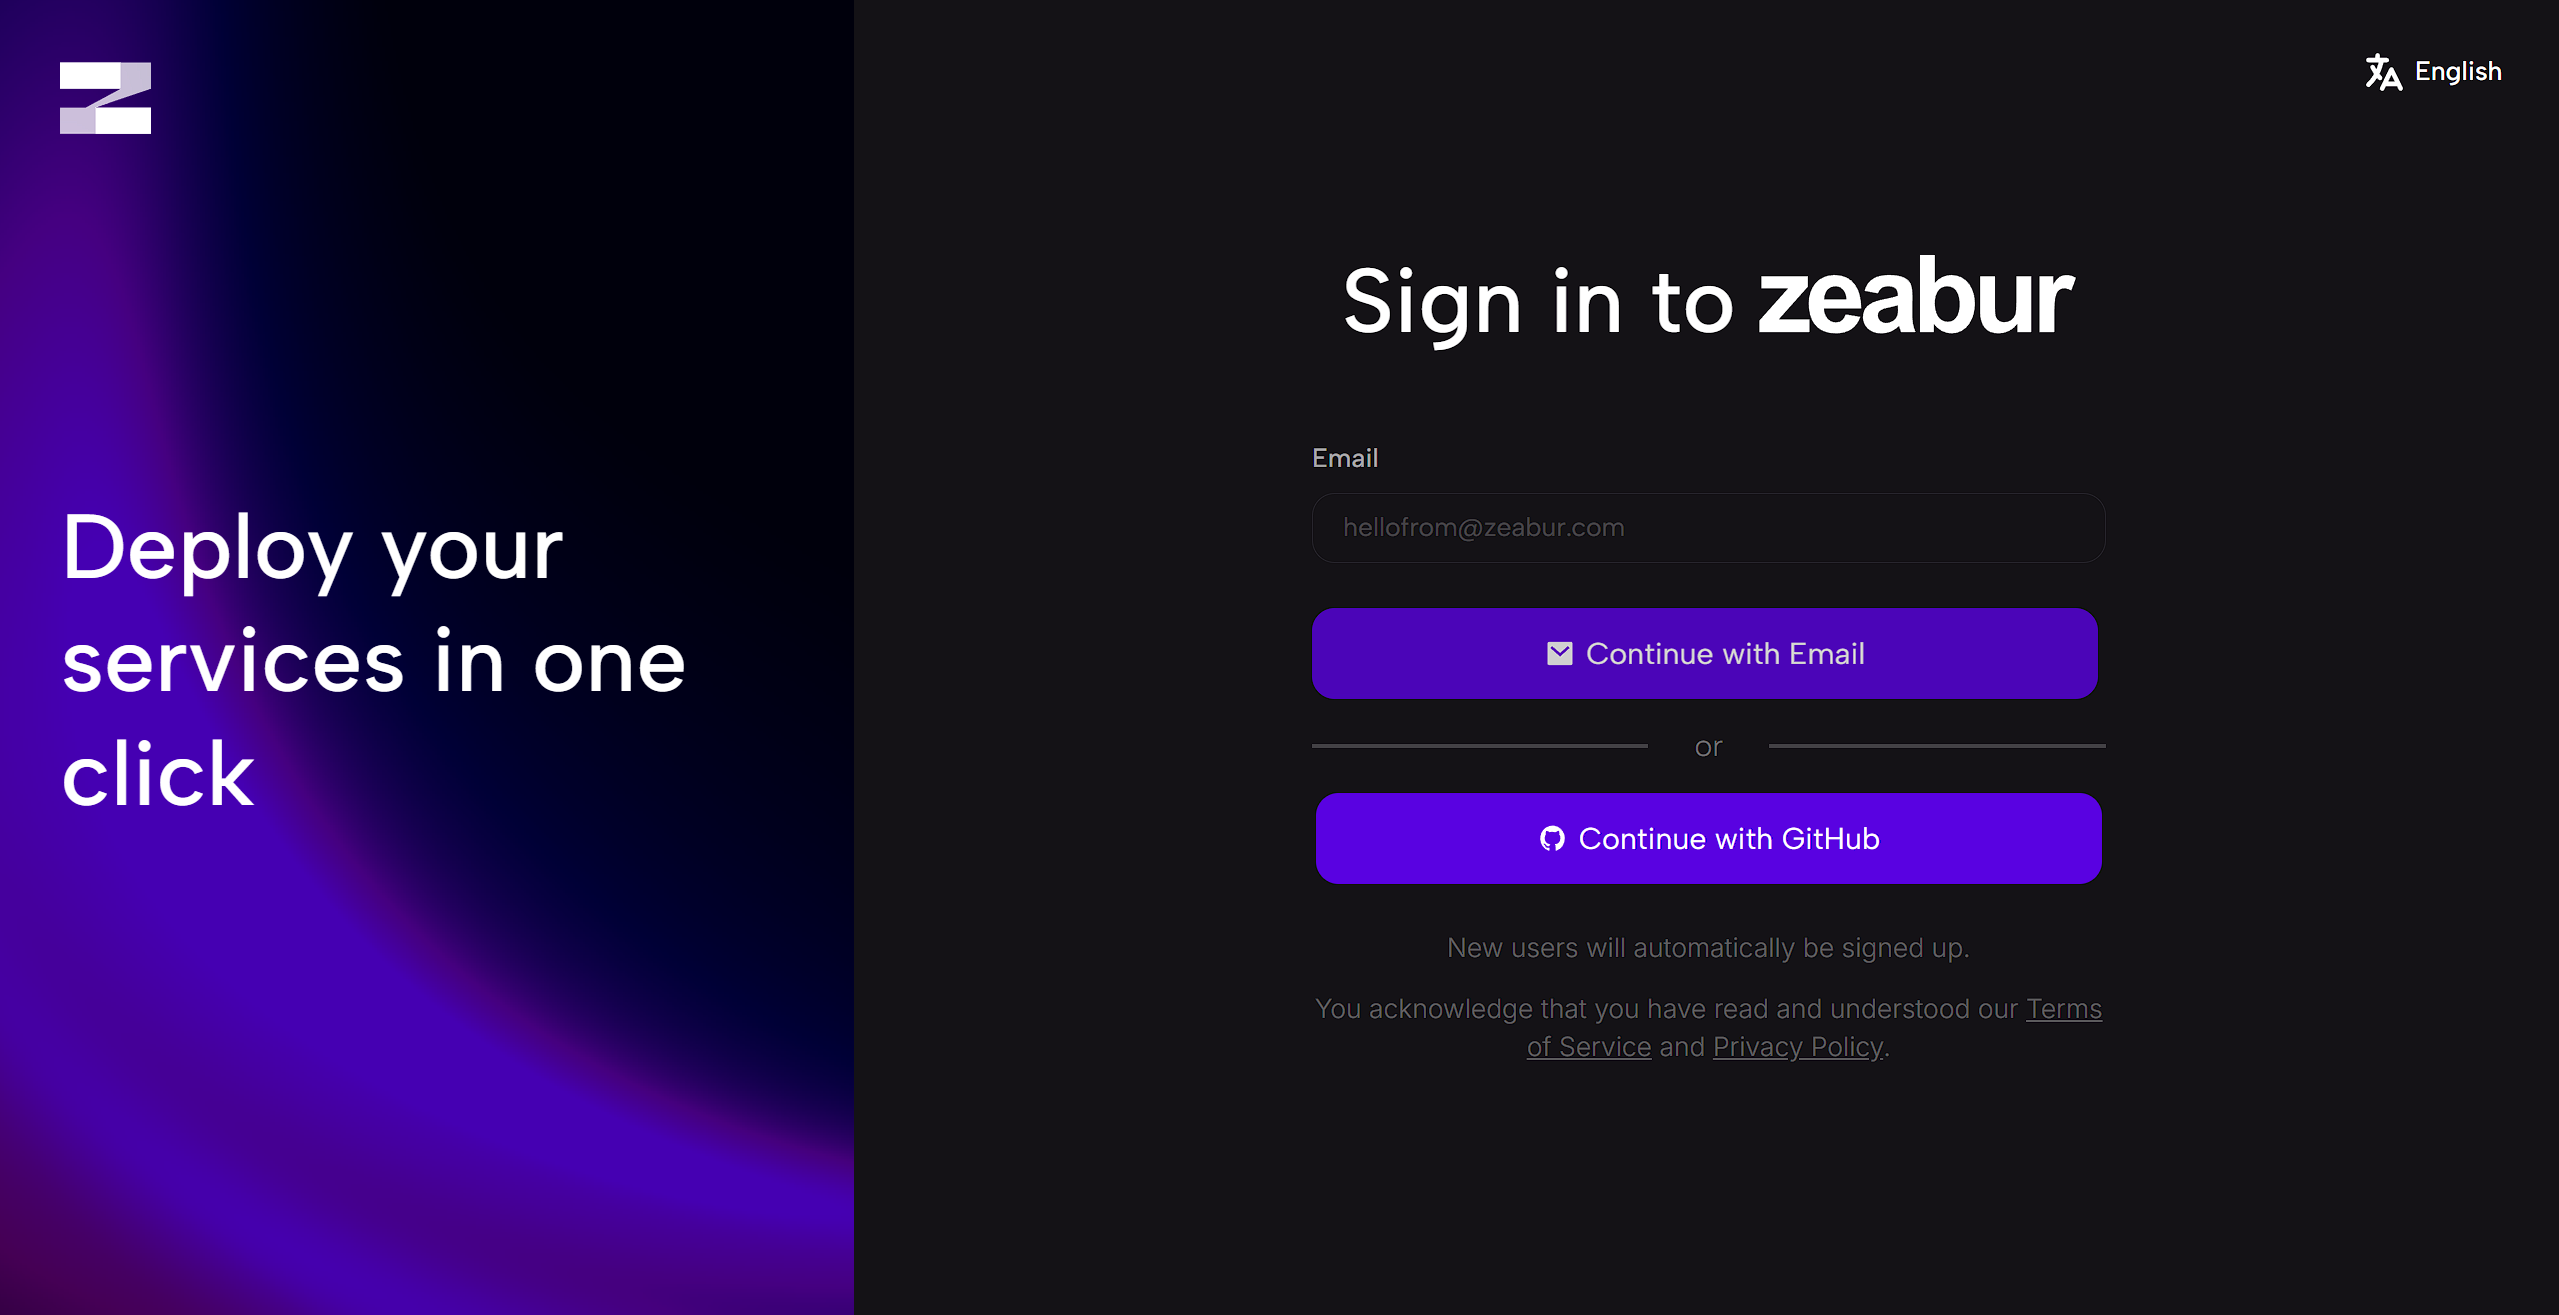 English
Deploy your
services in one
click
Sign in to zeabur
Email
hellofrom@zeabur.com
Continue with Email
or
Continue with GitHub
New users will automatically be signed up.
You acknowledge that you have read and understood our Terms
of Service and Privacy Policy.